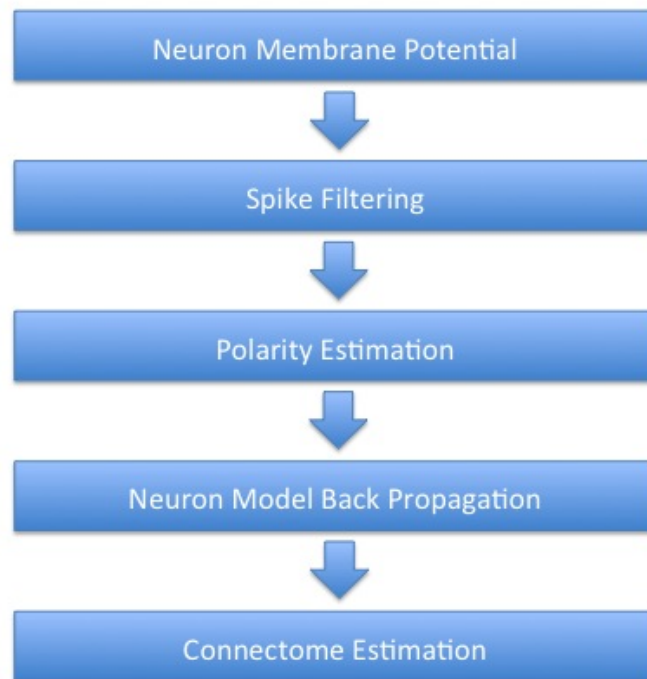 Neuron Membrane Potential
Spike Filtering
Polarity Estimation
Neuron Model Back Propagation
Connectome Estimation